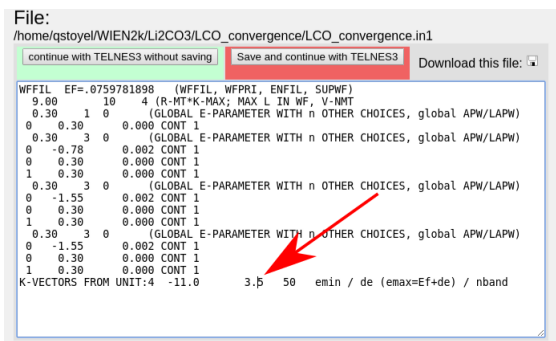 File:
/home/qstoyel/WIEN2k/Li2CO3/LCO_convergence/LCO_convergence.in1
continue with TELNES3 without saving Save and continue with TELNES3 Download this file:
WFFIL EF=.0759781898 (WFFIL, WFPRI, ENFIL, SUPWF)
9.00 10 4 (R-MT*K-MAX; MAX L IN WF, V-NMT
0.30 1 0 (GLOBAL E-PARAMETER WITH n OTHER CHOICES, global APW/LAPW)
0 0.30 0.000 CONT 1
0.30 3 0 (GLOBAL E-PARAMETER WITH n OTHER CHOICES, global APW/LAPW)
0 -0.78 0.002 CONT 1
0 0.30 0.000 CONT 1
1 0.30 0.000 CONT 1
0.30 3 0 (GLOBAL E-PARAMETER WITH n OTHER CHOICES, global APW/LAPW)
0 -1.55 0.002 CONT 1
0 0.30 0.000 CONT 1
1 0.30 0.000 CONT 1
0.30 3 0 (GLOBAL E-PARAMETER WITH n OTHER CHOICES, global APW/LAPW)
0 -1.55 0.002 CONT 1
0 0.30 0.000 CONT 1
1 0.30 0.000 CONT 1
K-VECTORS FROM UNIT:4 -11.0 3.5 50 emin / de (emax=Ef+de) / nband